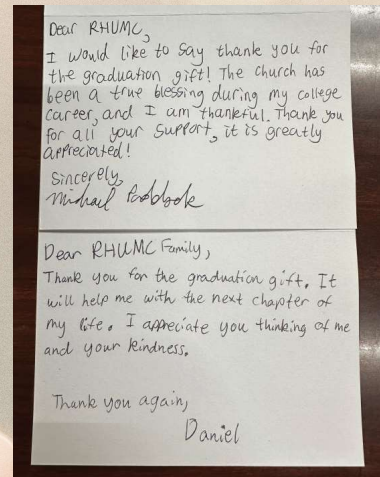 Dear RHUMC,
I would like to say thank you for
the graduation gift! The church has
been a true blessing during my college
career, and I am thankful. Thank you
for all your support, it is greatly
appreciated!
Sincerely,
Michael
Dear RHUMC Family,
Thank you for the graduation gift. It
will help me with the next chapter of
my life. I appreciate you thinking of me
and your kindness.
Thank you again,
Daniel